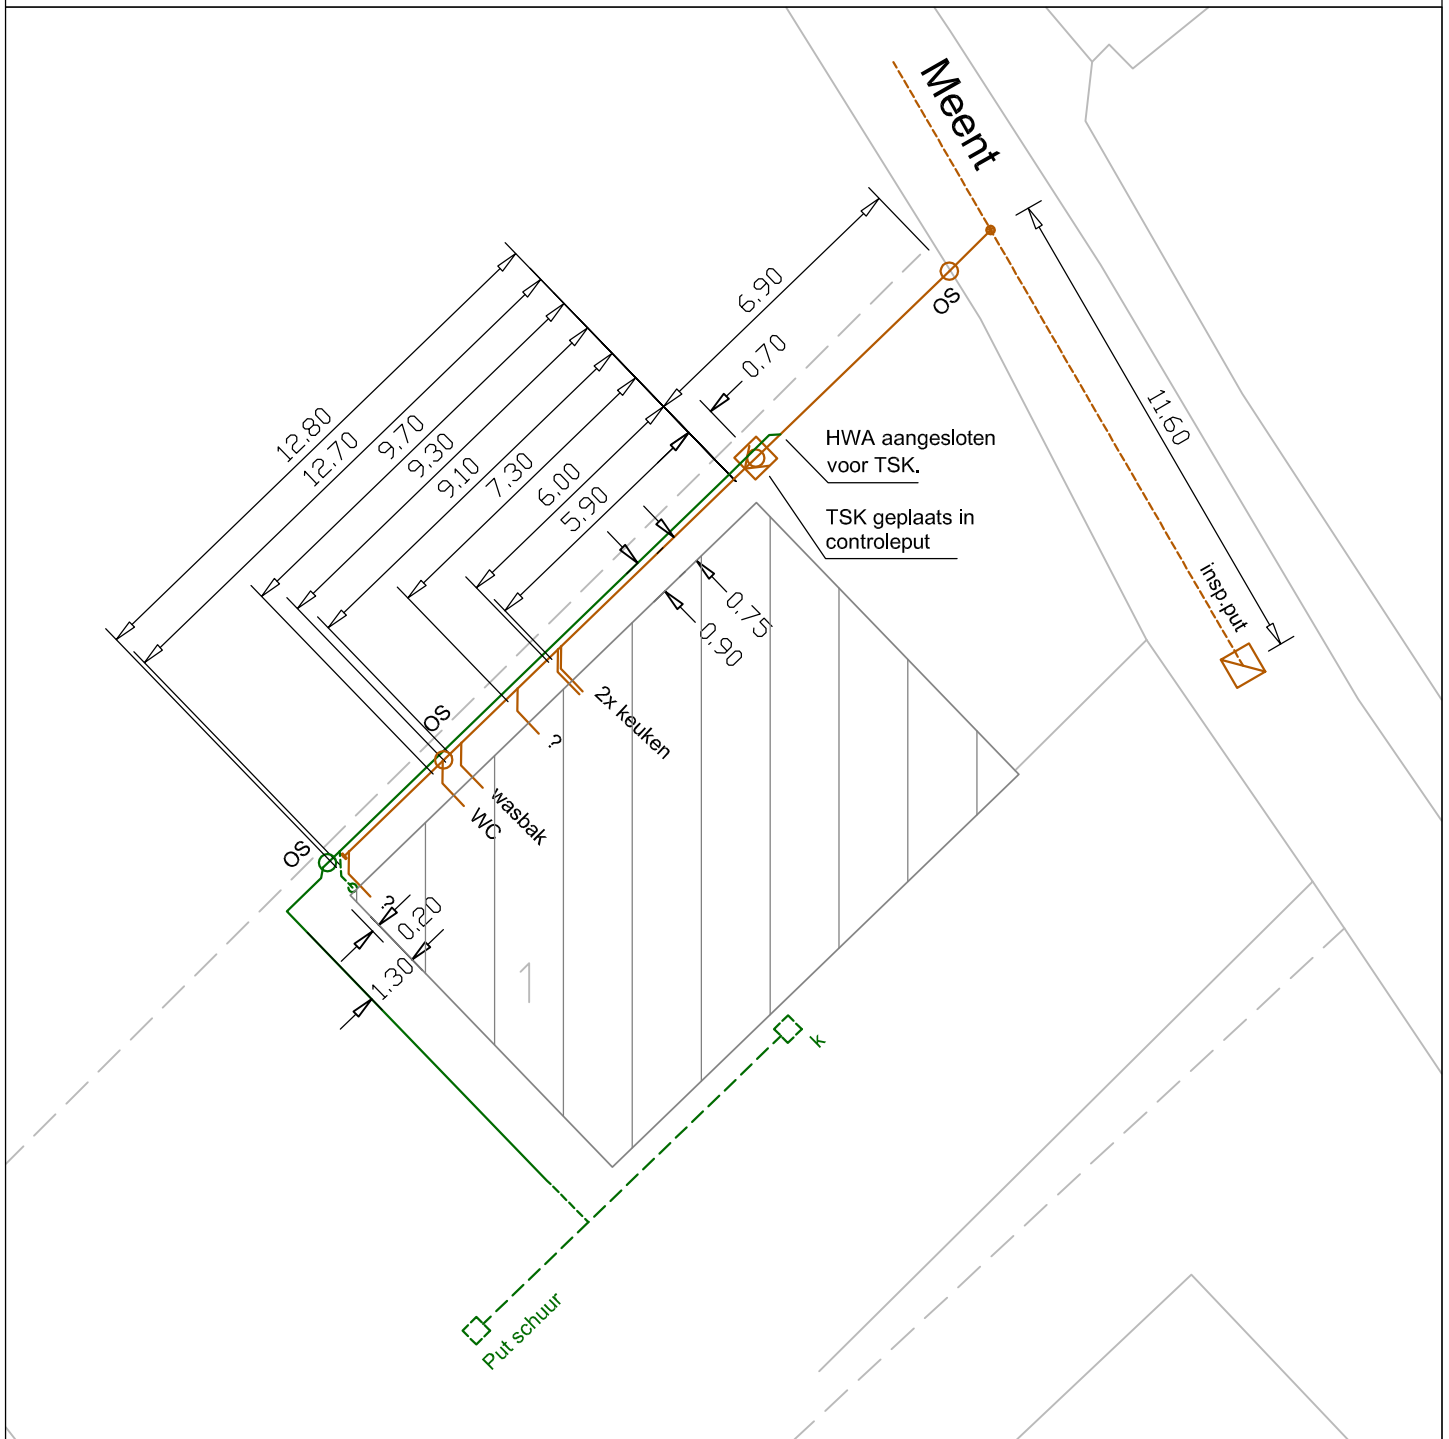 Meent
6.90
0.70
OS
11.60
12.80
12.70
9.70
9.30
9.10
7.30
6.00
5.90
HWA aangesloten
voor TSK.
TSK geplaats in
controleput
insp.put
0.75
0.90
2x keuken
?
OS
wasbak
WC
OS
?
0.20
1.30
1
k
Put schuur